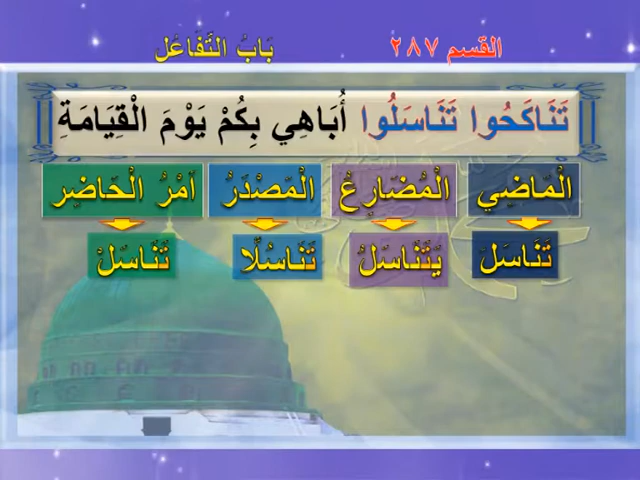 القسم ٢٨٧ بَابُ التَّفَاعُلِ
تَنَاكَحُوا تَنَاسَلُوا أُبَاهِي بِكُمْ يَوْمَ الْقِيَامَةِ
الْمَاضِي الْمُضَارِعُ الْمَصْدَرُ اَمْرُ الْحَاضِرِ
تَنَاسَلَ يَتَنَاسَلُ تَنَاسُلًا تَنَاسَلْ